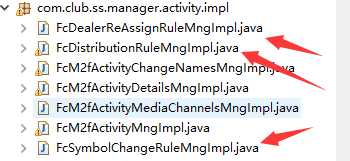 com.club.ss.manager.activity.impl
FcDealerReAssignRuleMngImpl.java
FcDistributionRuleMngImpl.java
FcM2fActivityChangeNamesMngImpl.java
FcM2fActivityDetailsMngImpl.java
FcM2fActivityMediaChannelsMngImpl.java
FcM2fActivityMngImpl.java
FcSymbolChangeRuleMngImpl.java